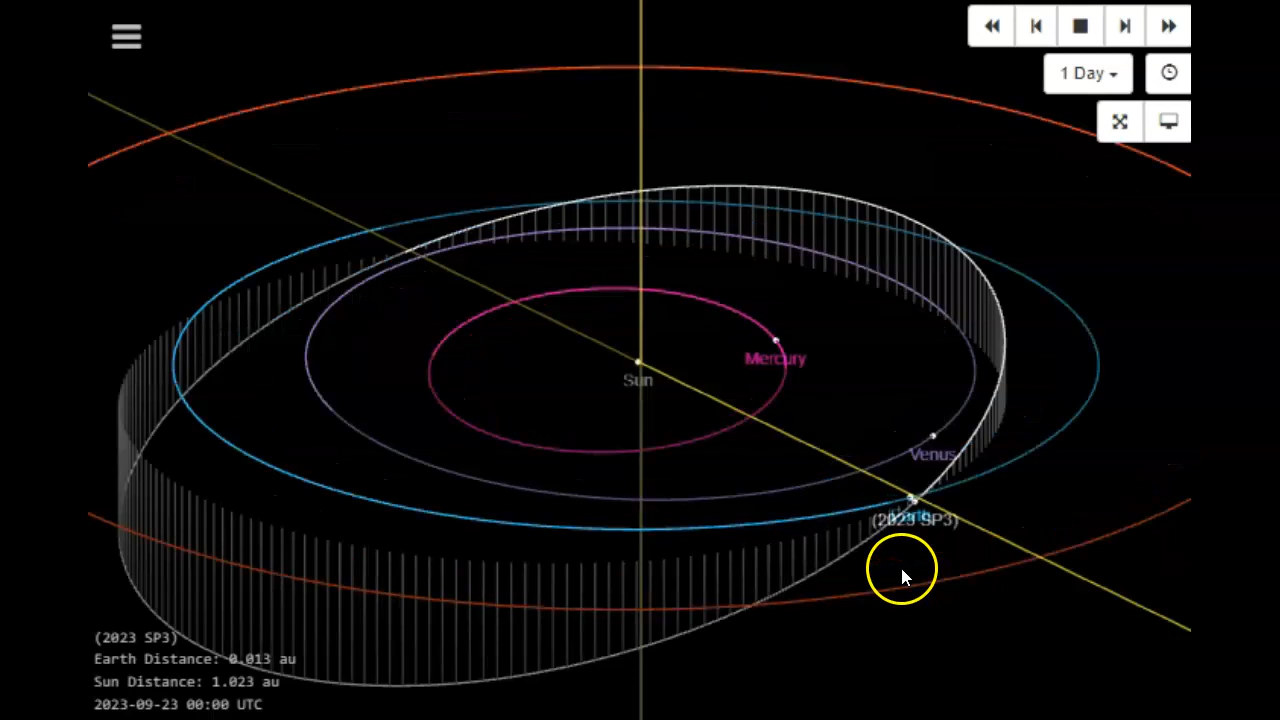 1 Day
Mercury
Sun
Venus
Earth
(2023 SP3)
(2023 SP3)
Earth Distance: 0.013 au
Sun Distance: 1.023 au
2023-09-23 00:00 UTC